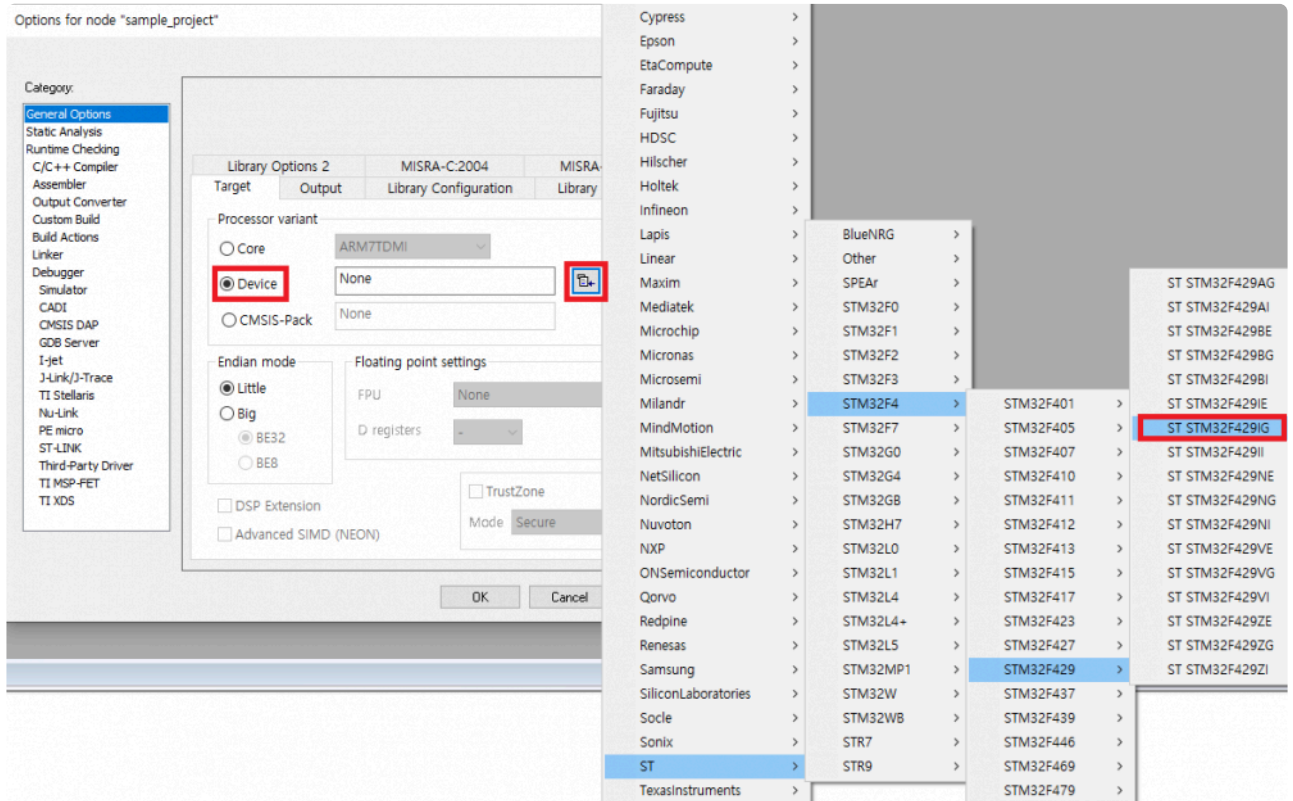 Options for node "sample_project"
Category:
General Options
Static Analysis
Runtime Checking
C/C++ Compiler
Assembler
Output Converter
Custom Build
Build Actions
Linker
Debugger
Simulator
CADI
CMSIS DAP
GDB Server
I-jet
J-Link/J-Trace
TI Stellaris
Nu-Link
PE micro
ST-LINK
Third-Party Driver
TI MSP-FET
TI XDS
Library Options 2 MISRA-C:2004 MISRA-
Target Output Library Configuration Library
Processor variant
Core ARM7TDMI
Device None
CMSIS-Pack None
Endian mode
Little
Big
BE32
BE8
Floating point settings
FPU None
D registers -
DSP Extension
Advanced SIMD (NEON)
TrustZone
Mode Secure
OK Cancel
Cypress
Epson
EtaCompute
Faraday
Fujitsu
HDSC
Hilscher
Holtek
Infineon
Lapis
Linear
Maxim
Mediatek
Microchip
Micronas
Microsemi
Milandr
MindMotion
MitsubishiElectric
NetSilicon
NordicSemi
Nuvoton
NXP
ONSemiconductor
Qorvo
Redpine
Renesas
Samsung
SiliconLaboratories
Socle
Sonix
ST
TexasInstruments
BlueNRG
Other
SPEAr
STM32F0
STM32F1
STM32F2
STM32F3
STM32F4
STM32F7
STM32G0
STM32G4
STM32GB
STM32H7
STM32L0
STM32L1
STM32L4
STM32L4+
STM32L5
STM32MP1
STM32W
STM32WB
STR7
STR9
STM32F401
STM32F405
STM32F407
STM32F410
STM32F411
STM32F412
STM32F413
STM32F415
STM32F417
STM32F423
STM32F427
STM32F429
STM32F437
STM32F439
STM32F446
STM32F469
STM32F479
ST STM32F429AG
ST STM32F429AI
ST STM32F429BE
ST STM32F429BG
ST STM32F429BI
ST STM32F429IE
ST STM32F429IG
ST STM32F429II
ST STM32F429NE
ST STM32F429NG
ST STM32F429NI
ST STM32F429VE
ST STM32F429VG
ST STM32F429VI
ST STM32F429ZE
ST STM32F429ZG
ST STM32F429ZI